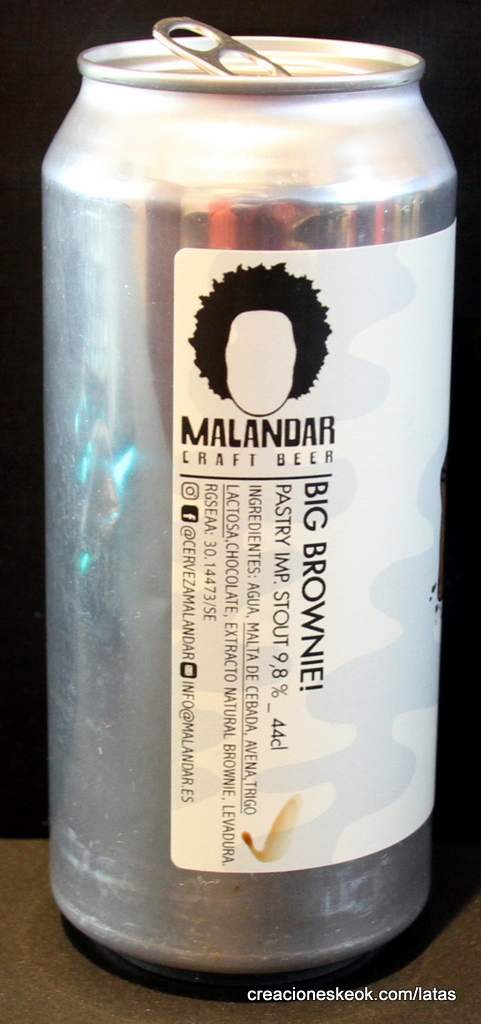 MALANDAR
CRAFT BEER
BIG BROWNIE!
PASTRY IMP. STOUT 9,8 % _ 44cl
INGREDIENTES: AGUA, MALTA DE CEBADA, AVENA,TRIGO
LACTOSA,CHOCOLATE, EXTRACTO NATURAL BROWNIE, LEVADURA.
RGSEAA: 30.14473/SE
@CERVEZAMALANDAR INFO@MALANDAR.ES
creacioneskeok.com/latas